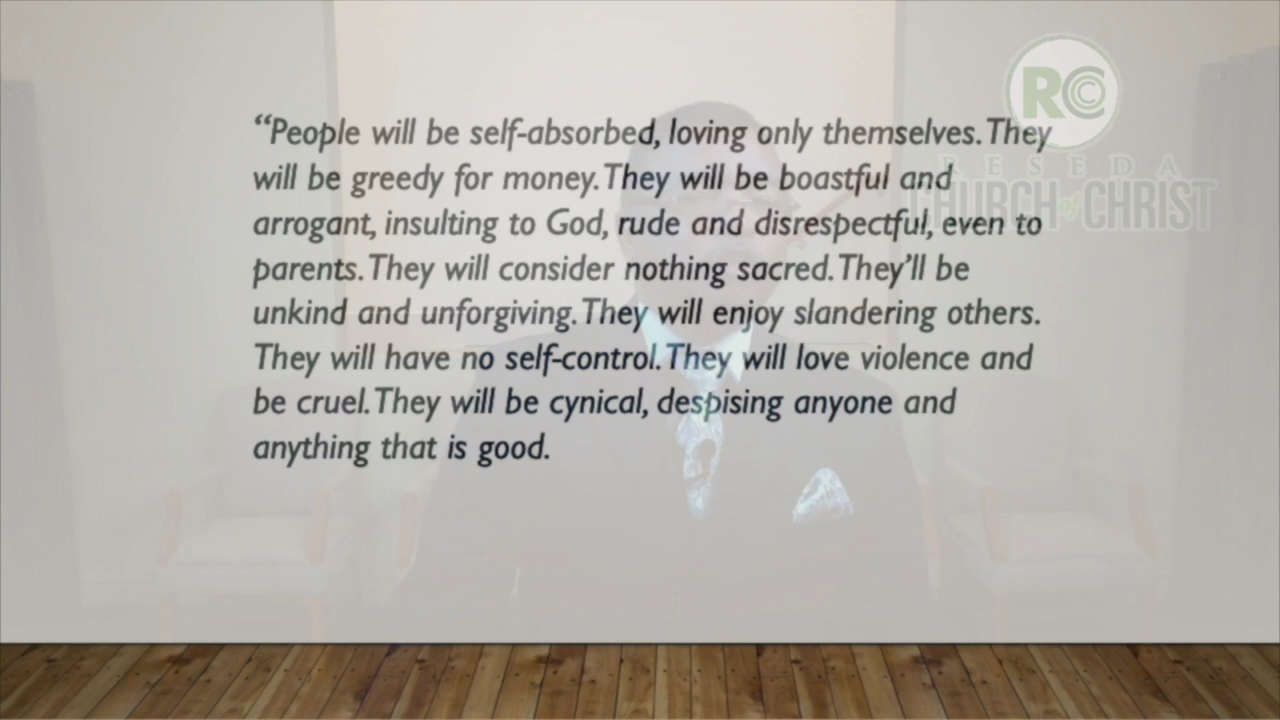 RC
RESEDA
CHURCH of CHRIST
“People will be self-absorbed, loving only themselves. They
will be greedy for money. They will be boastful and
arrogant, insulting to God, rude and disrespectful, even to
parents. They will consider nothing sacred. They’ll be
unkind and unforgiving. They will enjoy slandering others.
They will have no self-control. They will love violence and
be cruel. They will be cynical, despising anyone and
anything that is good.